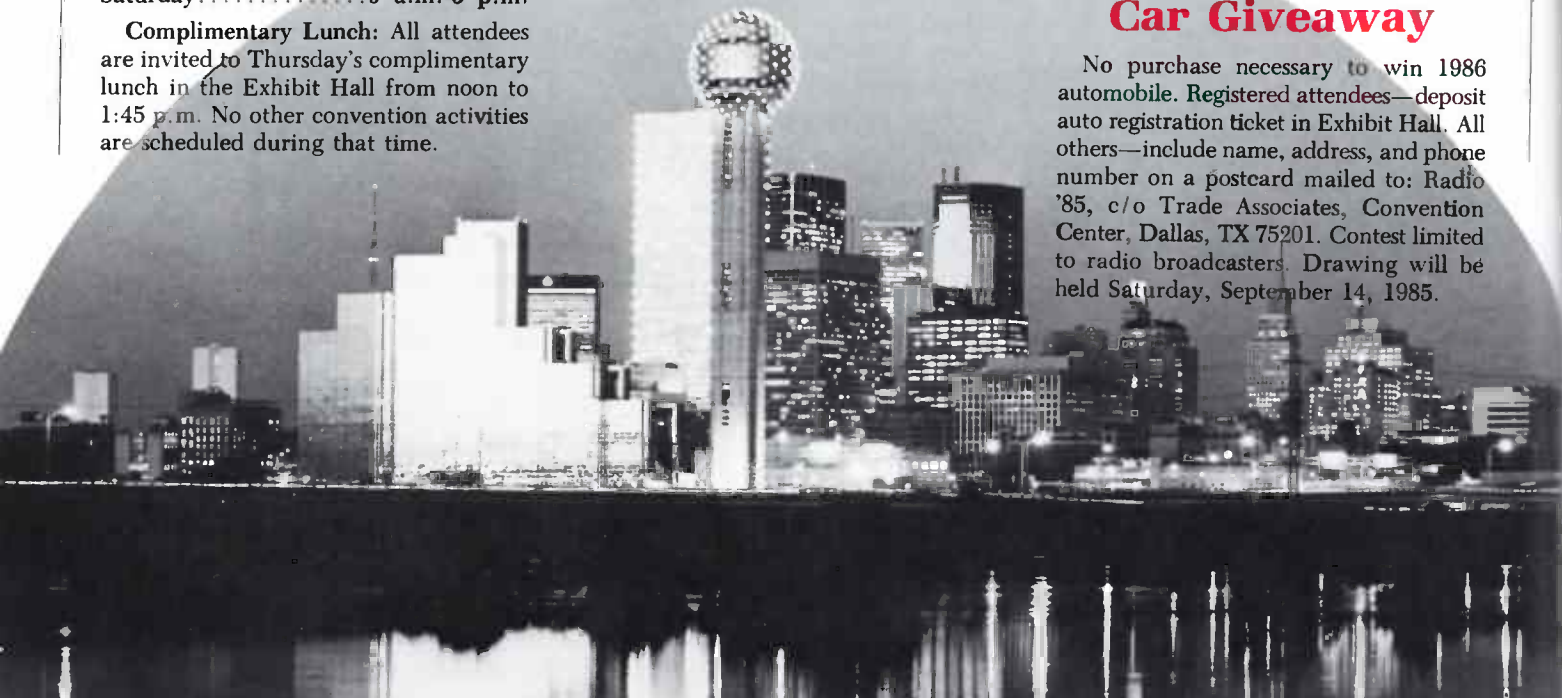 Complimentary Lunch: All attendees
are invited to Thursday's complimentary
lunch in the Exhibit Hall from noon to
1:45 p.m. No other convention activities
are scheduled during that time.
Car Giveaway
No purchase necessary to win 1986
automobile. Registered attendees—deposit
auto registration ticket in Exhibit Hall. All
others—include name, address, and phone
number on a postcard mailed to: Radio
'85, c/o Trade Associates, Convention
Center, Dallas, TX 75201. Contest limited
to radio broadcasters. Drawing will be
held Saturday, September 14, 1985.